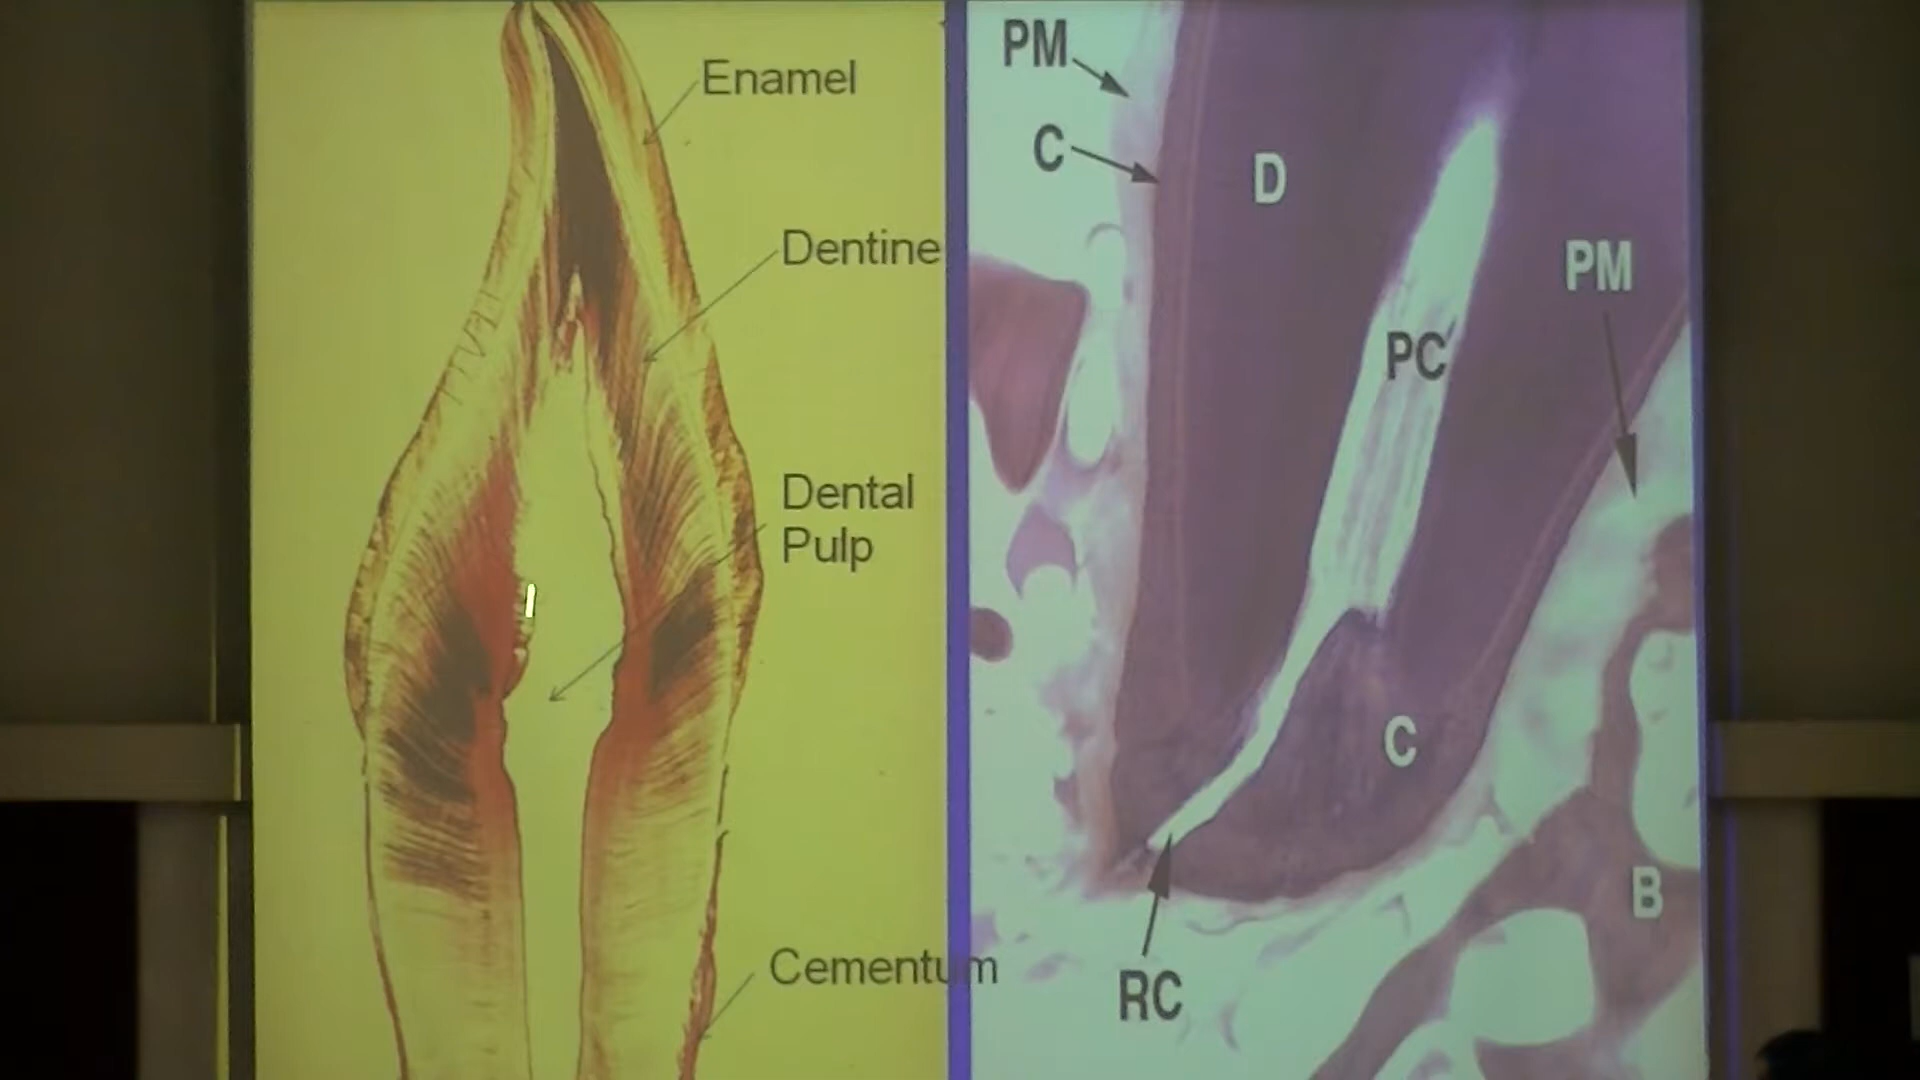 Enamel
Dentine
Dental
Pulp
Cementum
PM
C
D
PM
PC
C
B
RC